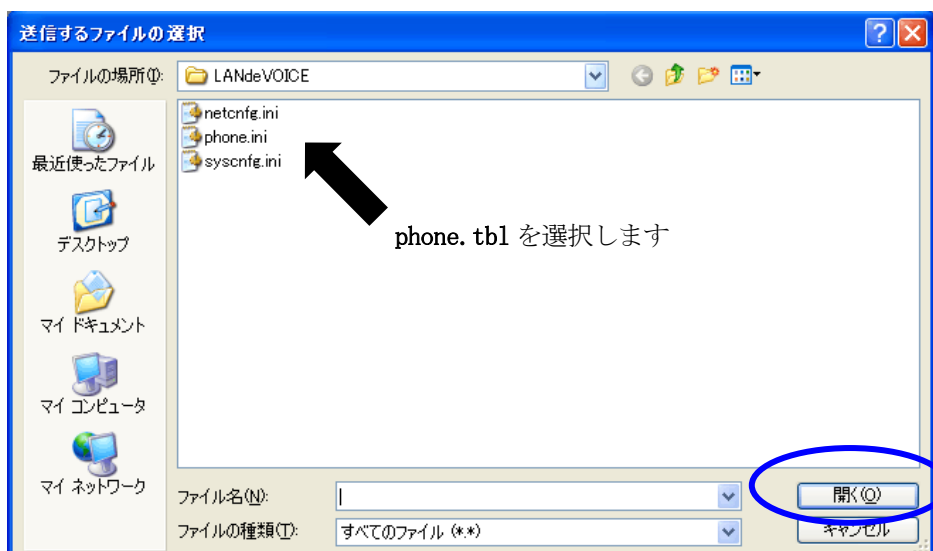 送信するファイルの選択
ファイルの場所(I):
LANdeVOICE
netcnfg.ini
phone.ini
syscnfg.ini
最近使ったファイル
デスクトップ
マイ ドキュメント
マイ コンピュータ
マイ ネットワーク
phone.tbl を選択します
ファイル名(N):
開く(O)
ファイルの種類(T):
すべてのファイル (*.*)
キャンセル